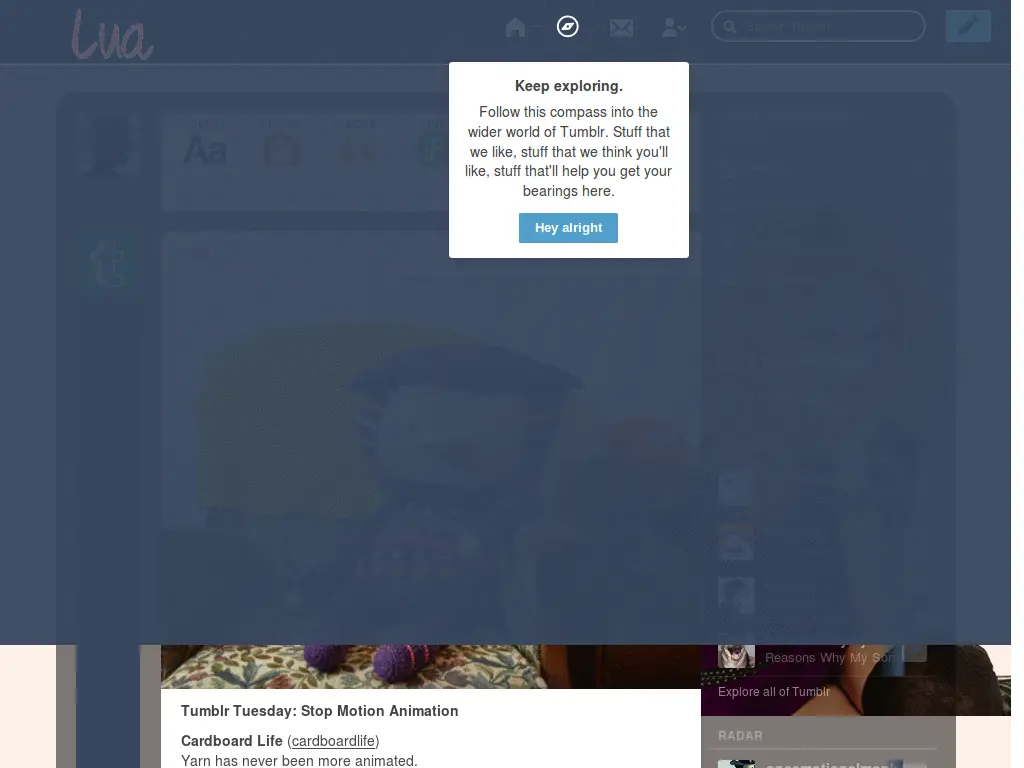 Lua
Keep exploring.
Follow this compass into the
wider world of Tumblr. Stuff that
we like, stuff that we think you'll
like, stuff that'll help you get your
bearings here.
Hey alright
Aa
t
Reasons Why My Son
Explore all of Tumblr
Tumblr Tuesday: Stop Motion Animation
RADAR
Cardboard Life (cardboardlife)
Yarn has never been more animated.